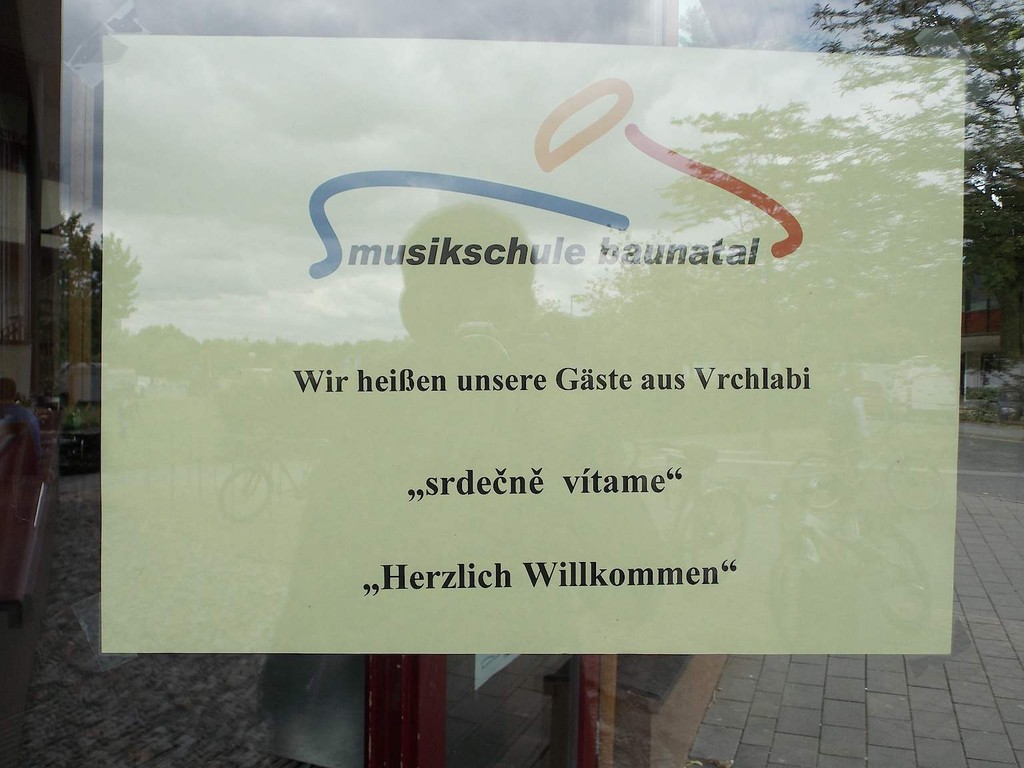 musikschule baunatal
Wir heißen unsere Gäste aus Vrchlabi
„srdečně vítame“
„Herzlich Willkommen“